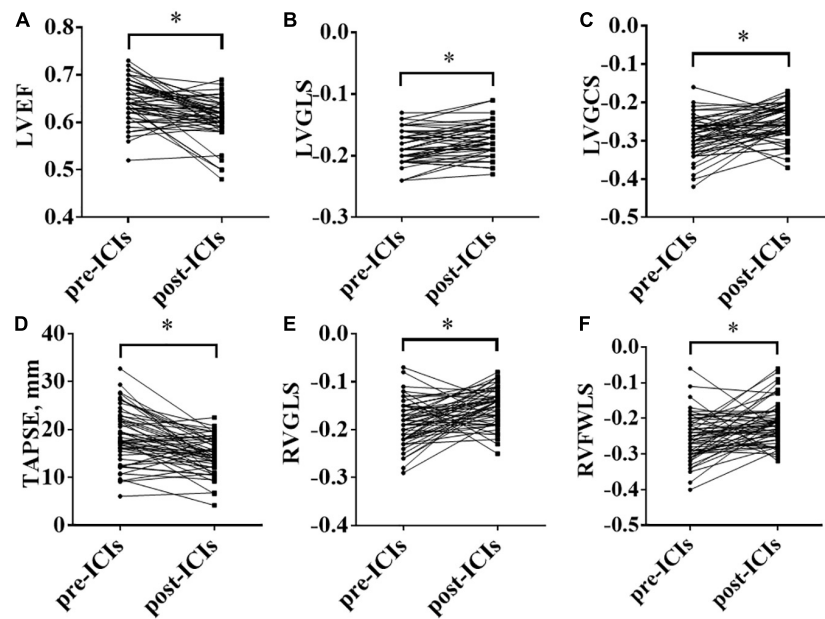 A
*
LVEF
0.8
0.7
0.6
0.5
0.4
pre-ICIs
post-ICIs
B
*
LVGLS
0.0
-0.1
-0.2
-0.3
pre-ICIs
post-ICIs
C
*
LVGCS
-0.0
-0.1
-0.2
-0.3
-0.4
-0.5
pre-ICIs
post-ICIs
D
*
TAPSE, mm
40
30
20
10
0
pre-ICIs
post-ICIs
E
*
RVGLS
0.0
-0.1
-0.2
-0.3
-0.4
pre-ICIs
post-ICIs
F
*
RVFWLS
0.0
-0.1
-0.2
-0.3
-0.4
-0.5
pre-ICIs
post-ICIs